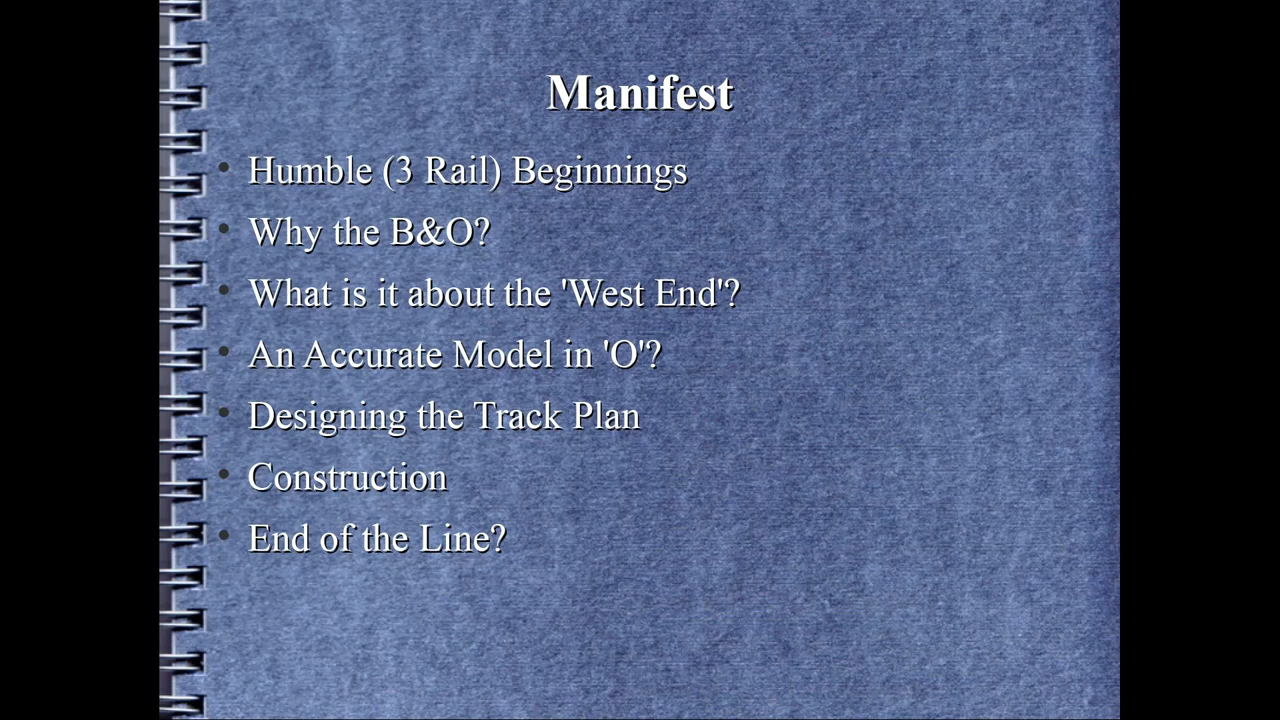 Manifest
• Humble (3 Rail) Beginnings
• Why the B&O?
• What is it about the 'West End'?
• An Accurate Model in 'O'?
• Designing the Track Plan
• Construction
• End of the Line?